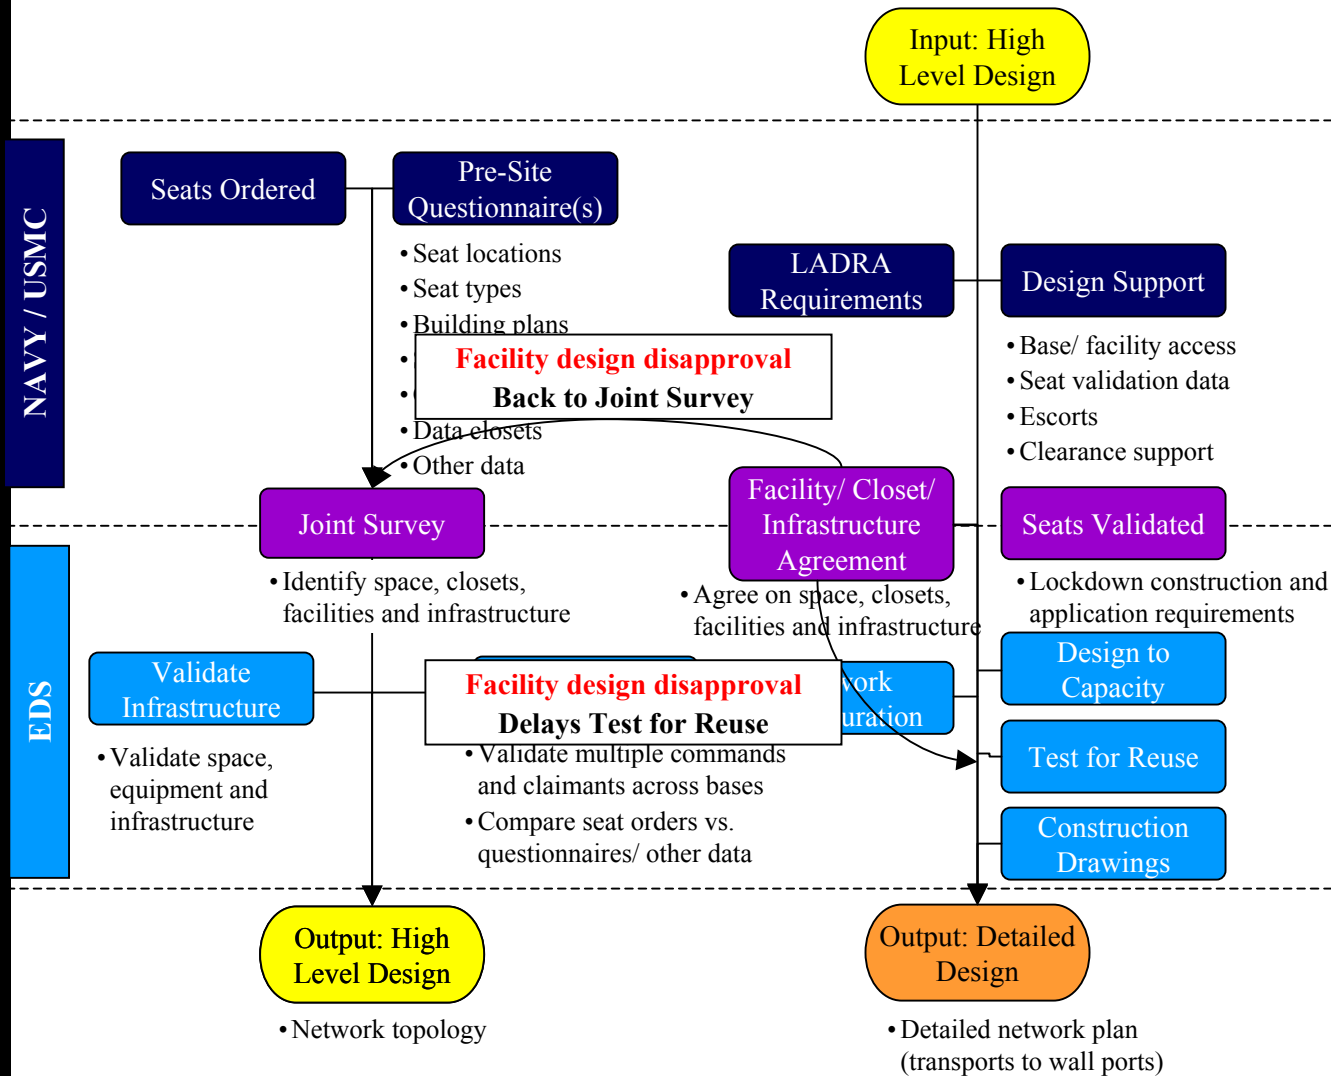 Input: High
Level Design
NAVY / USMC
Seats Ordered
Pre-Site
Questionnaire(s)
• Seat locations
• Seat types
• Building plans
• Data closets
• Other data
LADRA
Requirements
Design Support
• Base/ facility access
• Seat validation data
• Escorts
• Clearance support
Facility design disapproval
Back to Joint Survey
Joint Survey
• Identify space, closets,
facilities and infrastructure
Facility/ Closet/
Infrastructure
Agreement
• Agree on space, closets,
facilities and infrastructure
Seats Validated
• Lockdown construction and
application requirements
EDS
Validate
Infrastructure
• Validate space,
equipment and
infrastructure
Facility design disapproval
Delays Test for Reuse
• Validate multiple commands
and claimants across bases
• Compare seat orders vs.
questionnaires/ other data
Design to
Capacity
Test for Reuse
Construction
Drawings
Output: High
Level Design
• Network topology
Output: Detailed
Design
• Detailed network plan
(transports to wall ports)